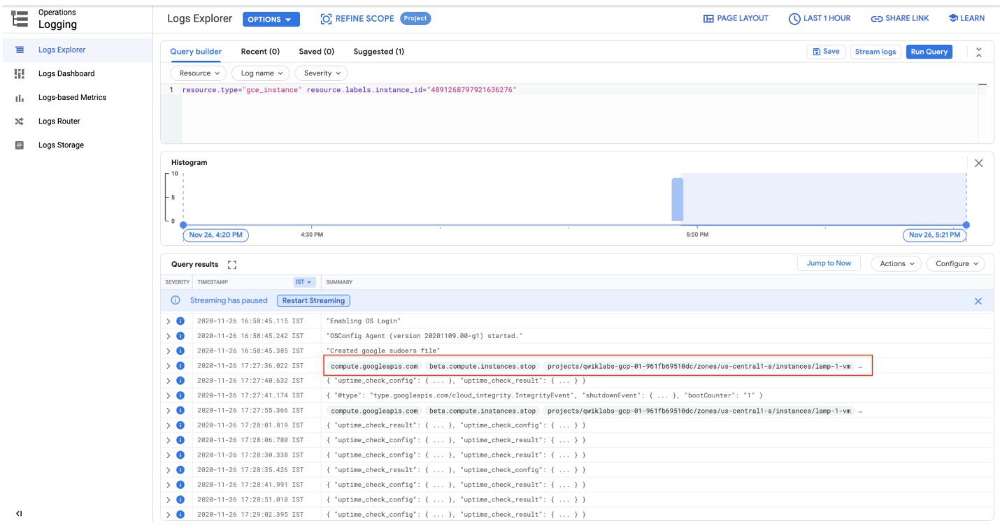 Operations
Logging
Logs Explorer
Logs Dashboard
Logs-based Metrics
Logs Router
Logs Storage
Logs Explorer OPTIONS REFINE SCOPE Project PAGE LAYOUT LAST 1 HOUR SHARE LINK LEARN
Query builder Recent (0) Saved (0) Suggested (1) Save Stream logs Run Query
Resource Log name Severity
1 resource.type="gce_instance" resource.labels.instance_id="4891268797921636276"
Histogram
10
5
0
Nov 26, 4:20 PM 4:30 PM 5:00 PM Nov 26, 5:21 PM
Query results Jump to Now Actions Configure
SEVERITY TIMESTAMP IST SUMMARY
Streaming has paused Restart Streaming
2020-11-26 16:58:45.115 IST "Enabling OS Login"
2020-11-26 16:58:45.242 IST "OSConfig Agent (version 20201109.00-g1) started."
2020-11-26 16:58:45.385 IST "Created google sudoers file"
2020-11-26 17:27:36.022 IST compute.googleapis.com beta.compute.instances.stop projects/qwiklabs-gcp-01-961fb69510dc/zones/us-central1-a/instances/lamp-1-vm …
2020-11-26 17:27:40.632 IST { "uptime_check_config": { ... }, "uptime_check_result": { ... } }
2020-11-26 17:27:41.174 IST { "@type": "type.googleapis.com/cloud_integrity.IntegrityEvent", "shutdownEvent": { ... }, "bootCounter": "1" }
2020-11-26 17:27:55.366 IST compute.googleapis.com beta.compute.instances.stop projects/qwiklabs-gcp-01-961fb69510dc/zones/us-central1-a/instances/lamp-1-vm …
2020-11-26 17:28:01.819 IST { "uptime_check_result": { ... }, "uptime_check_config": { ... } }
2020-11-26 17:28:06.780 IST { "uptime_check_config": { ... }, "uptime_check_result": { ... } }
2020-11-26 17:28:30.338 IST { "uptime_check_config": { ... }, "uptime_check_result": { ... } }
2020-11-26 17:28:35.426 IST { "uptime_check_result": { ... }, "uptime_check_config": { ... } }
2020-11-26 17:28:41.991 IST { "uptime_check_config": { ... }, "uptime_check_result": { ... } }
2020-11-26 17:28:51.010 IST { "uptime_check_config": { ... }, "uptime_check_result": { ... } }
2020-11-26 17:29:02.395 IST { "uptime_check_config": { ... }, "uptime_check_result": { ... } }